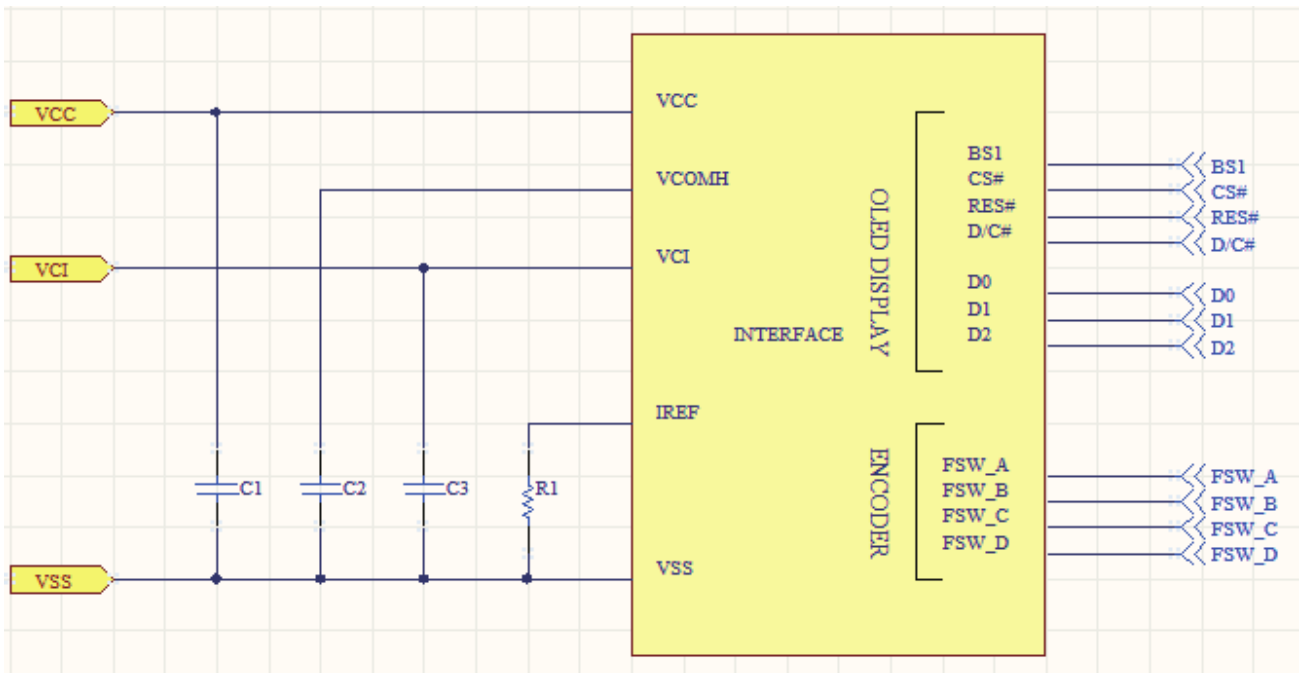 VCC
VCI
VSS
C1
C2
C3
R1
VCC
VCOMH
VCI
INTERFACE
IREF
VSS
OLED DISPLAY
BS1
CS#
RES#
D/C#
D0
D1
D2
ENCODER
FSW_A
FSW_B
FSW_C
FSW_D
BS1
CS#
RES#
D/C#
D0
D1
D2
FSW_A
FSW_B
FSW_C
FSW_D